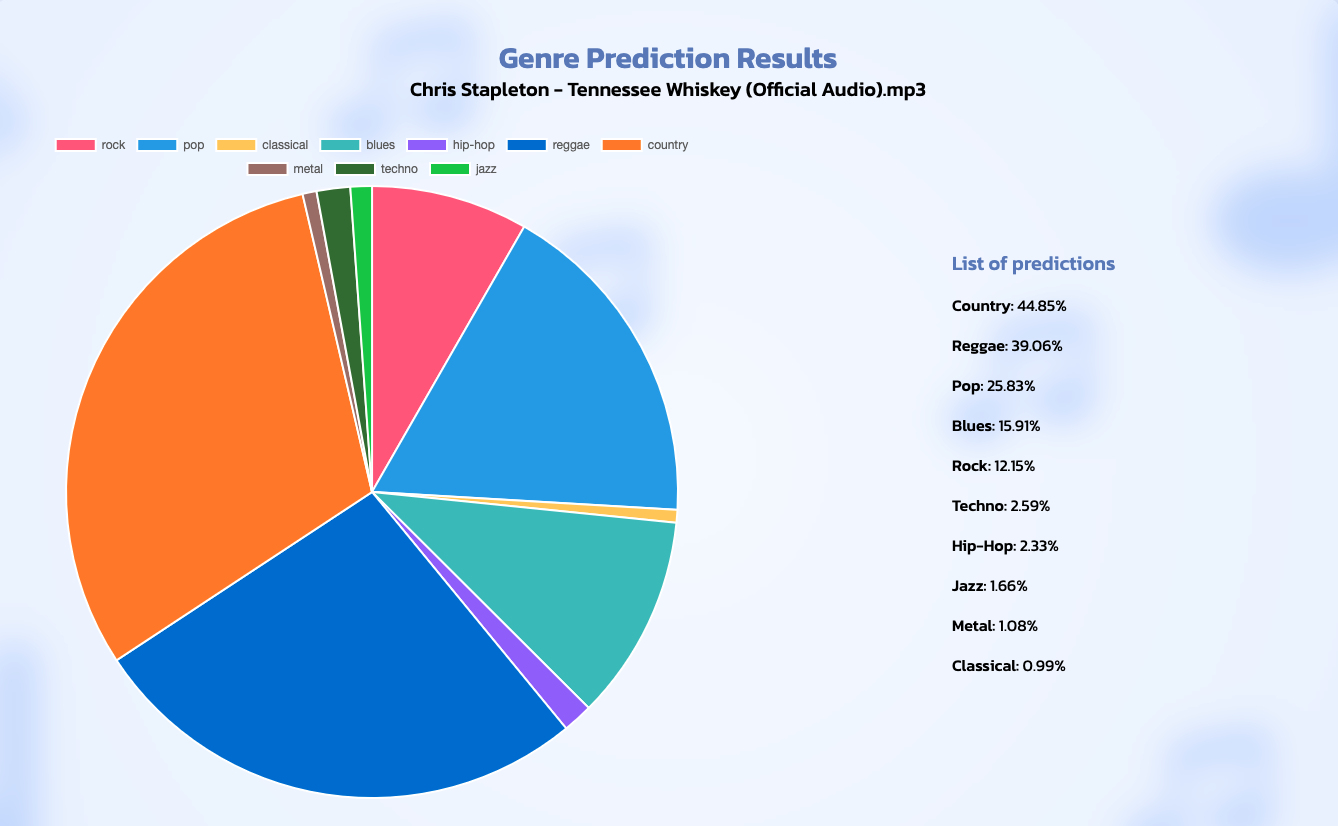 Genre Prediction Results
Chris Stapleton - Tennessee Whiskey (Official Audio).mp3
rock pop classical blues hip-hop reggae country
metal techno jazz
List of predictions
Country: 44.85%
Reggae: 39.06%
Pop: 25.83%
Blues: 15.91%
Rock: 12.15%
Techno: 2.59%
Hip-Hop: 2.33%
Jazz: 1.66%
Metal: 1.08%
Classical: 0.99%